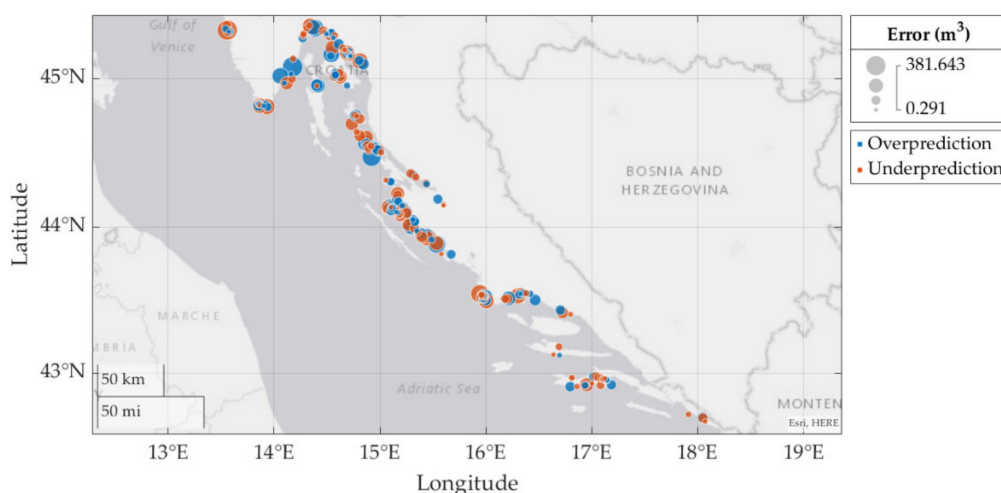 Gulf of
Venice
CROATIA
BOSNIA AND
HERZEGOVINA
MARCHE
MBRIA
Adriatic Sea
MONTEN
Esri, HERE
50 km
50 mi
45°N
44°N
43°N
Latitude
13°E
14°E
15°E
16°E
17°E
18°E
19°E
Longitude
Error (m³)
381.643
0.291
Overprediction
Underprediction